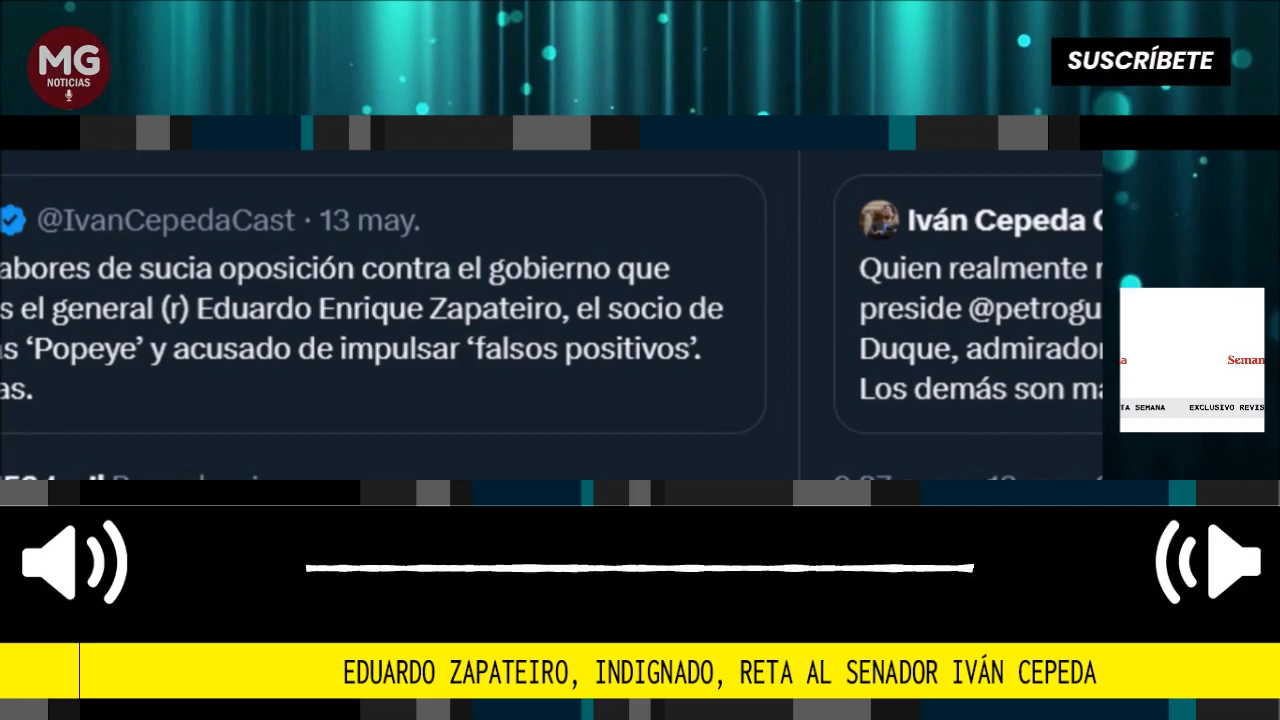 MG
NOTICIAS
SUSCRÍBETE
@IvanCepedaCast · 13 may.
abores de sucia oposición contra el gobierno que
s el general (r) Eduardo Enrique Zapateiro, el socio de
as ‘Popeye’ y acusado de impulsar ‘falsos positivos’.
as.
Iván Cepeda C
Quien realmente
preside @petrogu
Duque, admirador
Los demás son ma
a
Seman
TA SEMANA
EXCLUSIVO REVIS
EDUARDO ZAPATEIRO, INDIGNADO, RETA AL SENADOR IVÁN CEPEDA